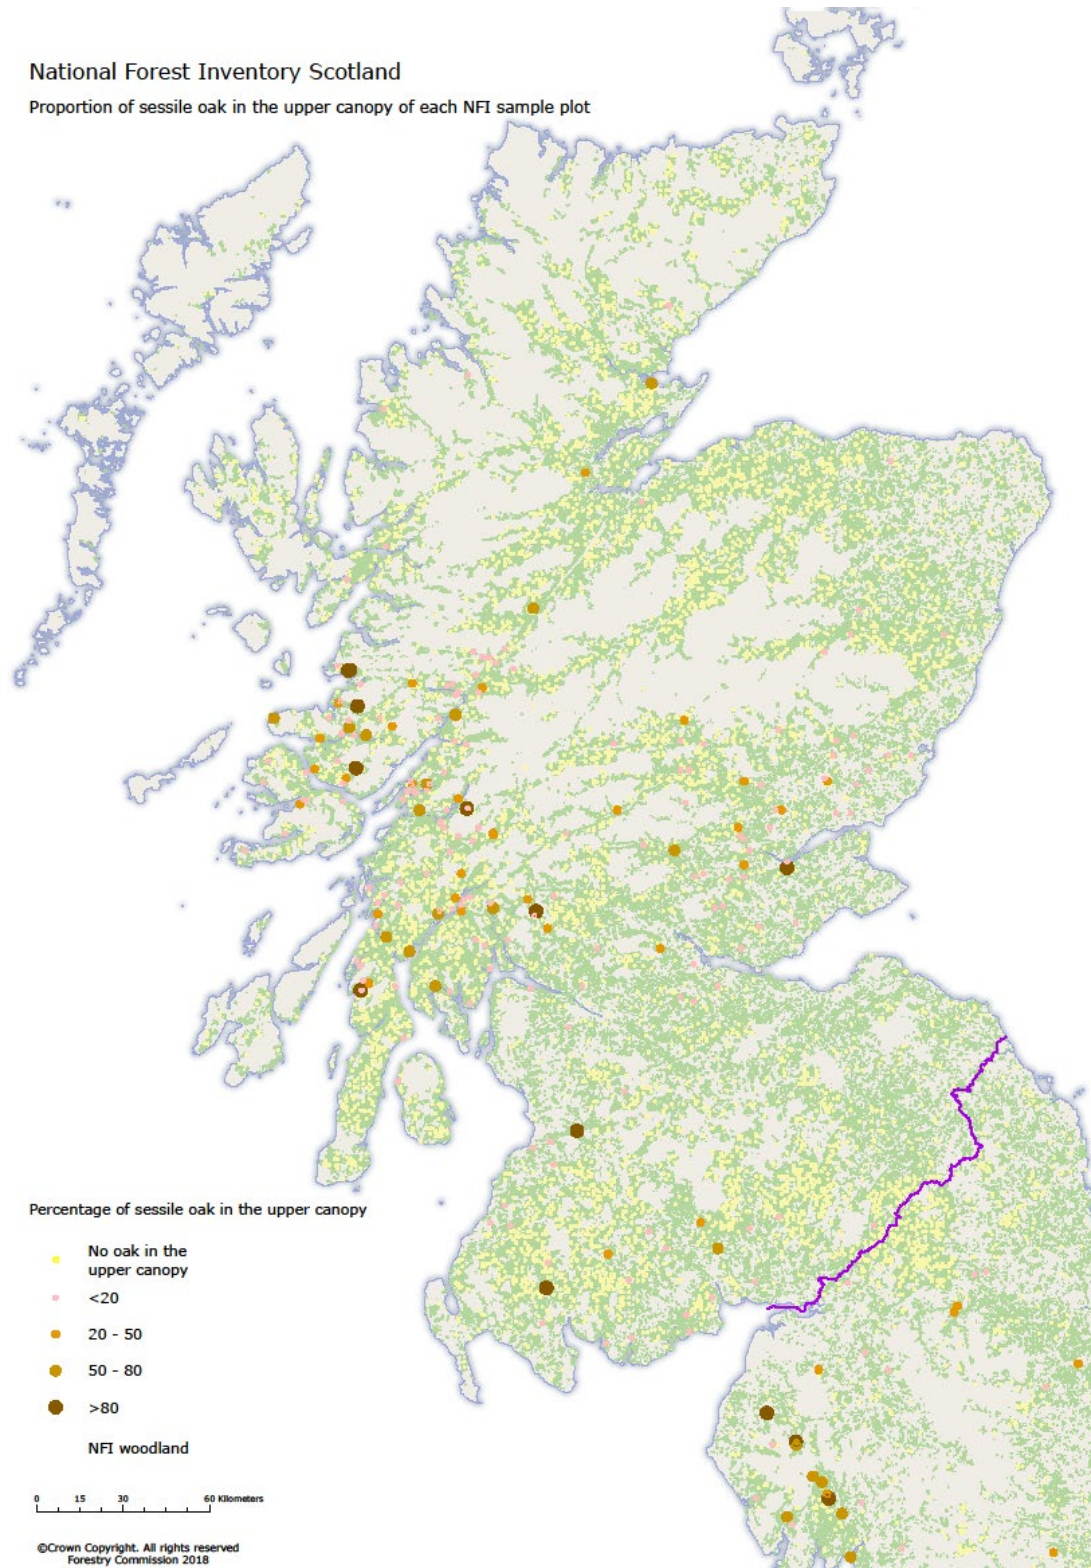 National Forest Inventory Scotland
Proportion of sessile oak in the upper canopy of each NFI sample plot
Percentage of sessile oak in the upper canopy
No oak in the
upper canopy
<20
20 - 50
50 - 80
>80
NFI woodland
0 15 30 60 Kilometers
©Crown Copyright. All rights reserved
Forestry Commission 2018